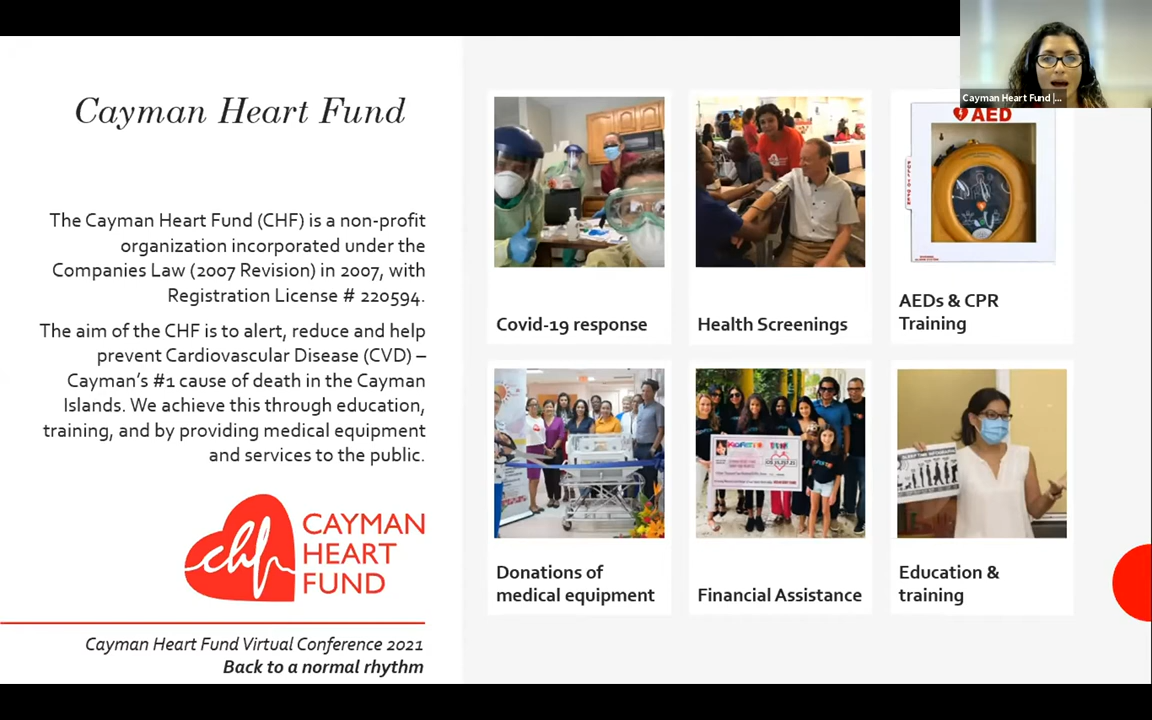 Cayman Heart Fund
The Cayman Heart Fund (CHF) is a non-profit
organization incorporated under the
Companies Law (2007 Revision) in 2007, with
Registration License # 220594.
The aim of the CHF is to alert, reduce and help
prevent Cardiovascular Disease (CVD) –
Cayman's #1 cause of death in the Cayman
Islands. We achieve this through education,
training, and by providing medical equipment
and services to the public.
chf
CAYMAN
HEART
FUND
Cayman Heart Fund Virtual Conference 2021
Back to a normal rhythm
Cayman Heart Fund |...
AED
Covid-19 response
Health Screenings
AEDs & CPR
Training
Donations of
medical equipment
Financial Assistance
Education &
training